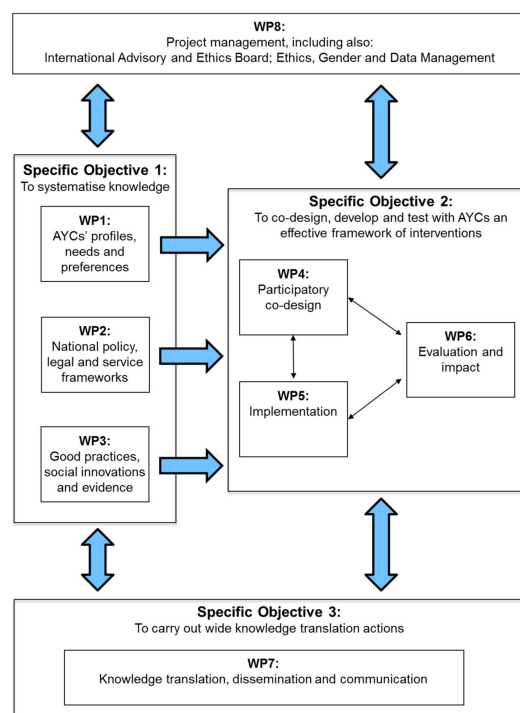 WP8:
Project management, including also:
International Advisory and Ethics Board; Ethics, Gender and Data Management
Specific Objective 1:
To systematise knowledge
WP1:
AYCs' profiles,
needs and
preferences
WP2:
National policy,
legal and service
frameworks
WP3:
Good practices,
social innovations
and evidence
Specific Objective 2:
To co-design, develop and test with AYCs an
effective framework of interventions
WP4:
Participatory
co-design
WP5:
Implementation
WP6:
Evaluation and
impact
Specific Objective 3:
To carry out wide knowledge translation actions
WP7:
Knowledge translation, dissemination and communication